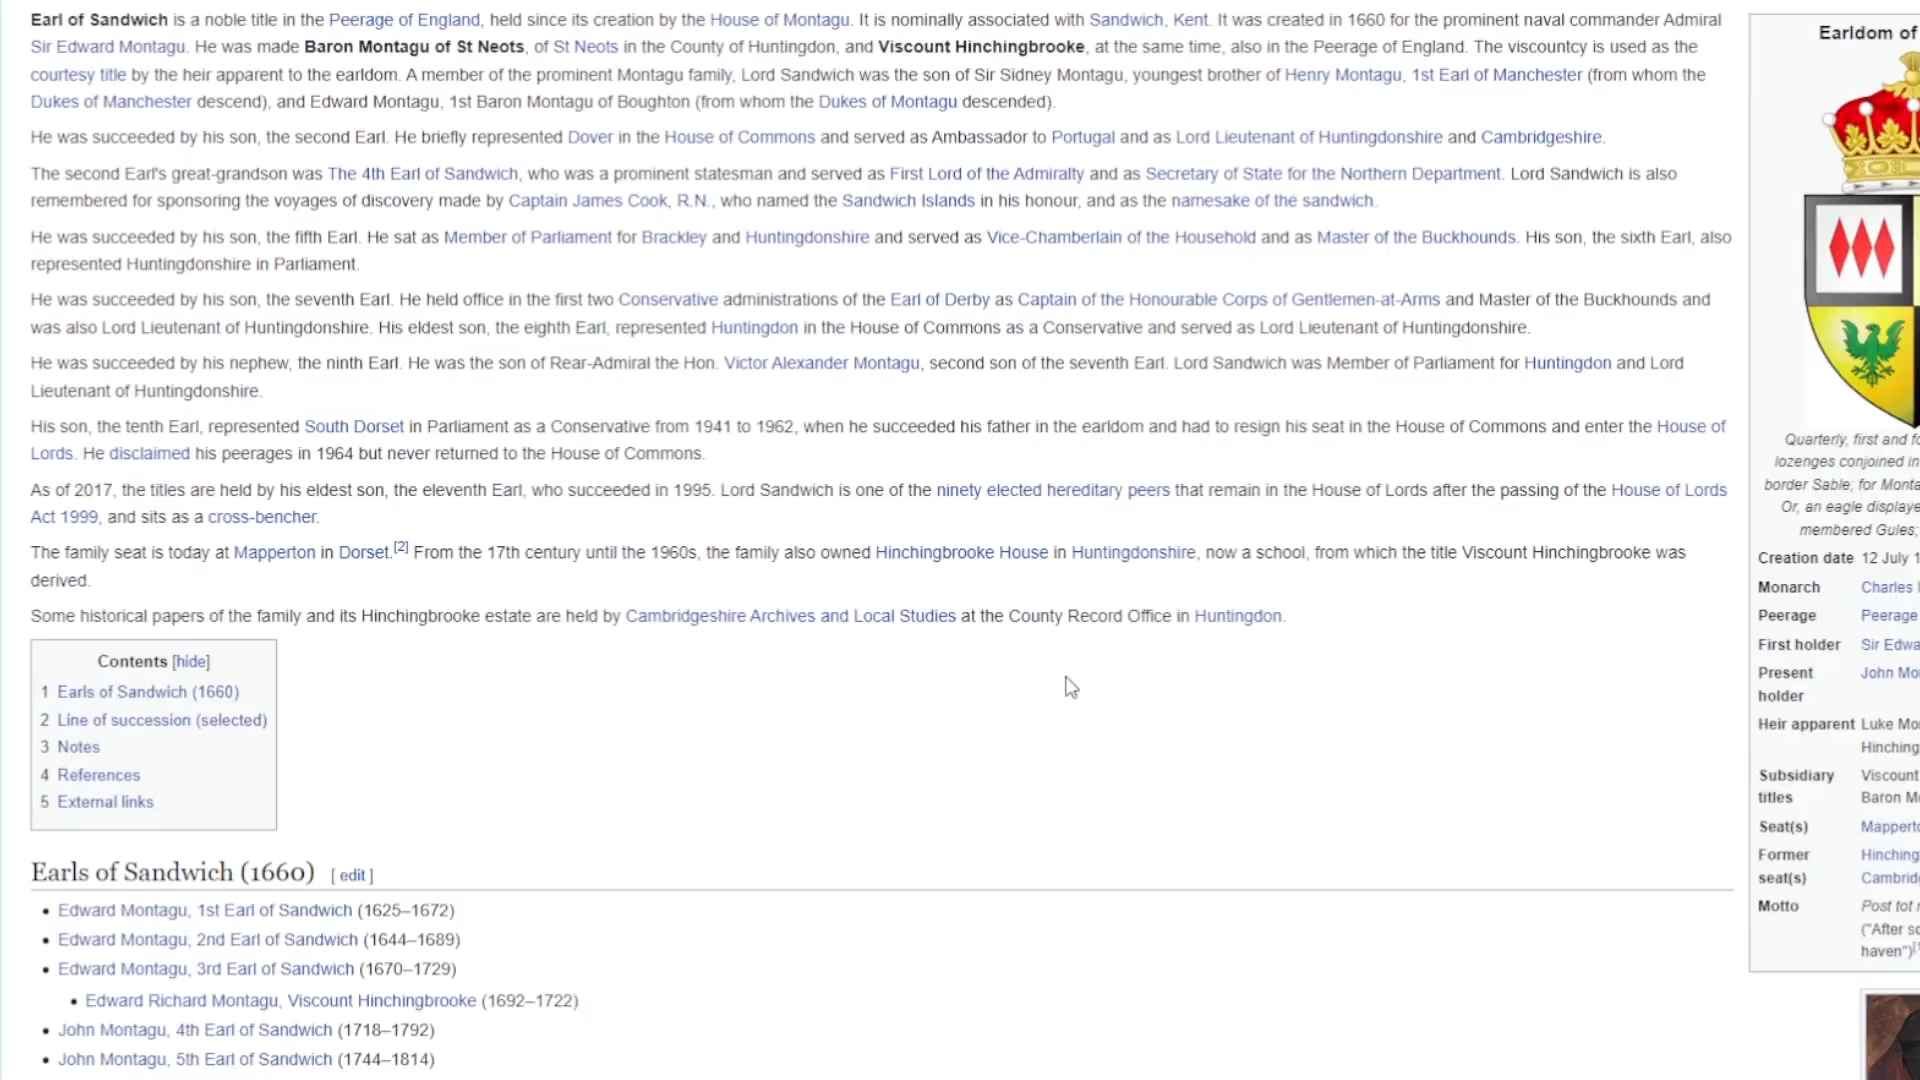 Earl of Sandwich is a noble title in the Peerage of England, held since its creation by the House of Montagu. It is nominally associated with Sandwich, Kent. It was created in 1660 for the prominent naval commander Admiral
Sir Edward Montagu. He was made Baron Montagu of St Neots, of St Neots in the County of Huntingdon, and Viscount Hinchingbrooke, at the same time, also in the Peerage of England. The viscountcy is used as the
courtesy title by the heir apparent to the earldom. A member of the prominent Montagu family, Lord Sandwich was the son of Sir Sidney Montagu, youngest brother of Henry Montagu, 1st Earl of Manchester (from whom the
Dukes of Manchester descend), and Edward Montagu, 1st Baron Montagu of Boughton (from whom the Dukes of Montagu descended).
He was succeeded by his son, the second Earl. He briefly represented Dover in the House of Commons and served as Ambassador to Portugal and as Lord Lieutenant of Huntingdonshire and Cambridgeshire.
The second Earl's great-grandson was The 4th Earl of Sandwich, who was a prominent statesman and served as First Lord of the Admiralty and as Secretary of State for the Northern Department. Lord Sandwich is also
remembered for sponsoring the voyages of discovery made by Captain James Cook, R.N., who named the Sandwich Islands in his honour, and as the namesake of the sandwich.
He was succeeded by his son, the fifth Earl. He sat as Member of Parliament for Brackley and Huntingdonshire and served as Vice-Chamberlain of the Household and as Master of the Buckhounds. His son, the sixth Earl, also
represented Huntingdonshire in Parliament.
He was succeeded by his son, the seventh Earl. He held office in the first two Conservative administrations of the Earl of Derby as Captain of the Honourable Corps of Gentlemen-at-Arms and Master of the Buckhounds and
was also Lord Lieutenant of Huntingdonshire. His eldest son, the eighth Earl, represented Huntingdon in the House of Commons as a Conservative and served as Lord Lieutenant of Huntingdonshire.
He was succeeded by his nephew, the ninth Earl. He was the son of Rear-Admiral the Hon. Victor Alexander Montagu, second son of the seventh Earl. Lord Sandwich was Member of Parliament for Huntingdon and Lord
Lieutenant of Huntingdonshire.
His son, the tenth Earl, represented South Dorset in Parliament as a Conservative from 1941 to 1962, when he succeeded his father in the earldom and had to resign his seat in the House of Commons and enter the House of
Lords. He disclaimed his peerages in 1964 but never returned to the House of Commons.
As of 2017, the titles are held by his eldest son, the eleventh Earl, who succeeded in 1995. Lord Sandwich is one of the ninety elected hereditary peers that remain in the House of Lords after the passing of the House of Lords
Act 1999, and sits as a cross-bencher.
The family seat is today at Mapperton in Dorset.[2] From the 17th century until the 1960s, the family also owned Hinchingbrooke House in Huntingdonshire, now a school, from which the title Viscount Hinchingbrooke was
derived.
Some historical papers of the family and its Hinchingbrooke estate are held by Cambridgeshire Archives and Local Studies at the County Record Office in Huntingdon.
Contents [hide]
1 Earls of Sandwich (1660)
2 Line of succession (selected)
3 Notes
4 References
5 External links
Earls of Sandwich (1660) [ edit ]
• Edward Montagu, 1st Earl of Sandwich (1625–1672)
• Edward Montagu, 2nd Earl of Sandwich (1644–1689)
• Edward Montagu, 3rd Earl of Sandwich (1670–1729)
• Edward Richard Montagu, Viscount Hinchingbrooke (1692–1722)
• John Montagu, 4th Earl of Sandwich (1718–1792)
• John Montagu, 5th Earl of Sandwich (1744–1814)
Earldom of
Quarterly, first and
lozenges conjoined in
border Sable; for
Or, an eagle
membered Gules;
Creation date 12 July
Monarch Charles
Peerage Peerage
First holder Sir
Present John
holder
Heir apparent Luke
Subsidiary Viscount
titles Baron
Seat(s)
Former
seat(s)
Motto Post tot
("After
haven")